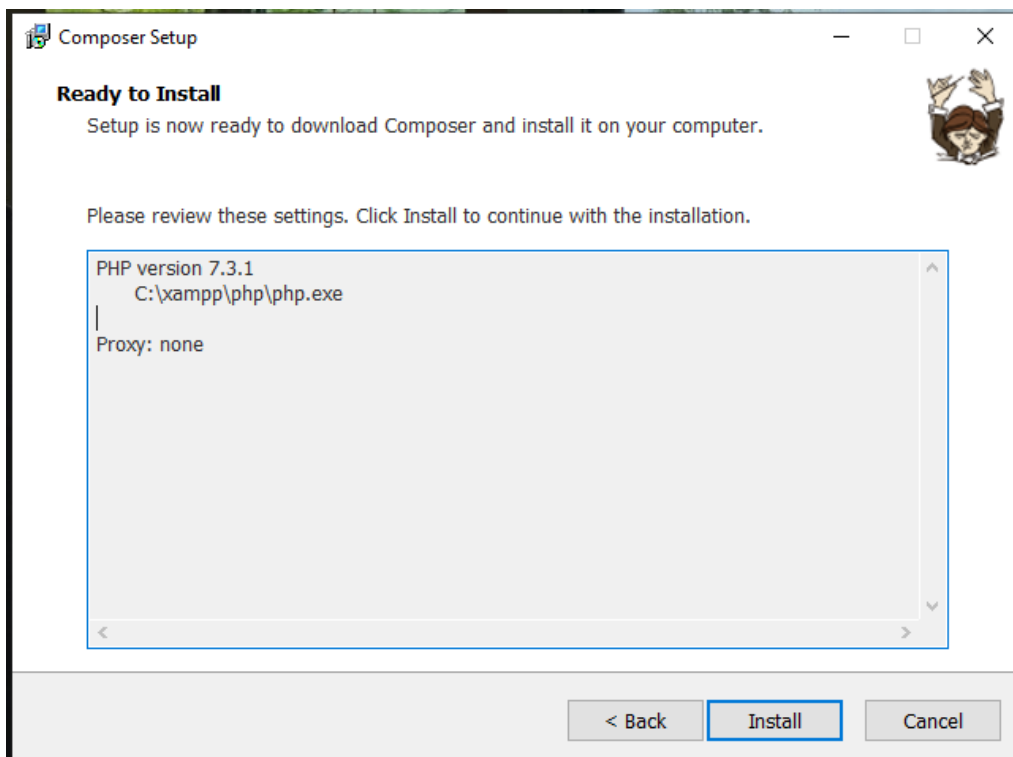 Composer Setup
Ready to Install
Setup is now ready to download Composer and install it on your computer.
Please review these settings. Click Install to continue with the installation.
PHP version 7.3.1
C:\xampp\php\php.exe
Proxy: none
< Back
Install
Cancel